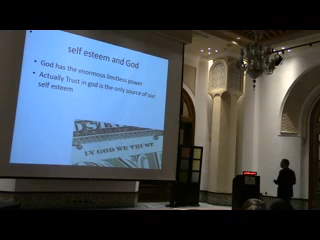 self esteem and God
• God has the enormous limitless power
• Actually Trust in god is the only source of out
self esteem
IN GOD WE TRUST